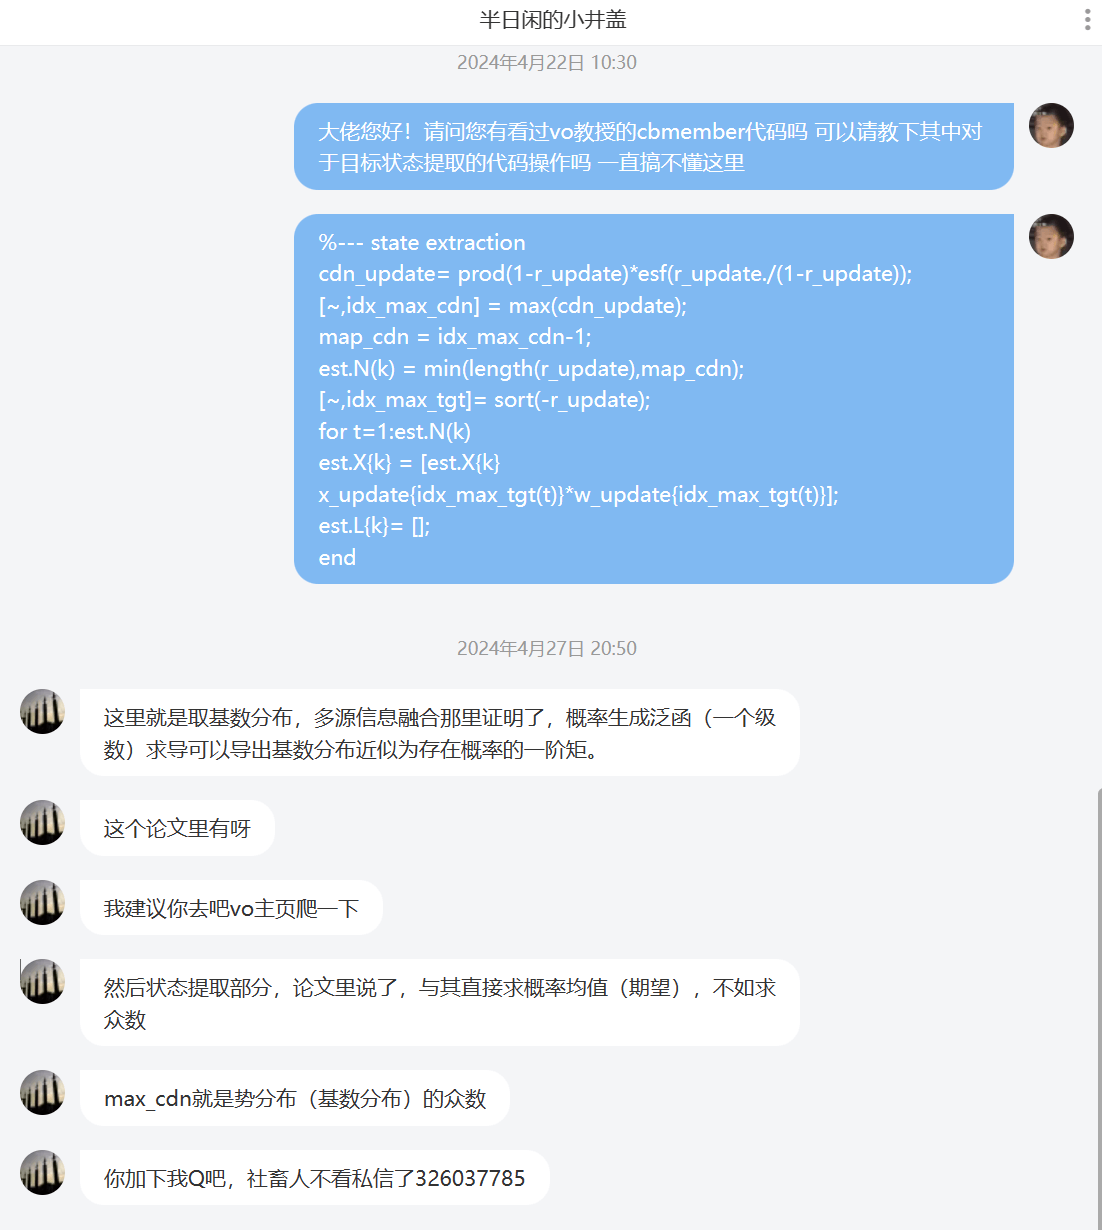 半日闲的小井盖
2024年4月22日 10:30
大佬您好！请问您有看过vo教授的cbmember代码吗 可以请教下其中对
于目标状态提取的代码操作吗 一直搞不懂这里
%--- state extraction
cdn_update= prod(1-r_update)*esf(r_update./(1-r_update));
[~,idx_max_cdn] = max(cdn_update);
map_cdn = idx_max_cdn-1;
est.N(k) = min(length(r_update),map_cdn);
[~,idx_max_tgt]= sort(-r_update);
for t=1:est.N(k)
est.X{k} = [est.X{k}
x_update{idx_max_tgt(t)}*w_update{idx_max_tgt(t)}];
est.L{k}= [];
end
2024年4月27日 20:50
这里就是取基数分布，多源信息融合那里证明了，概率生成泛函（一个级
数）求导可以导出基数分布近似为存在概率的一阶矩。
这个论文里有呀
我建议你去吧vo主页爬一下
然后状态提取部分，论文里说了，与其直接求概率均值（期望），不如求
众数
max_cdn就是势分布（基数分布）的众数
你加下我Q吧，社畜人不看私信了326037785